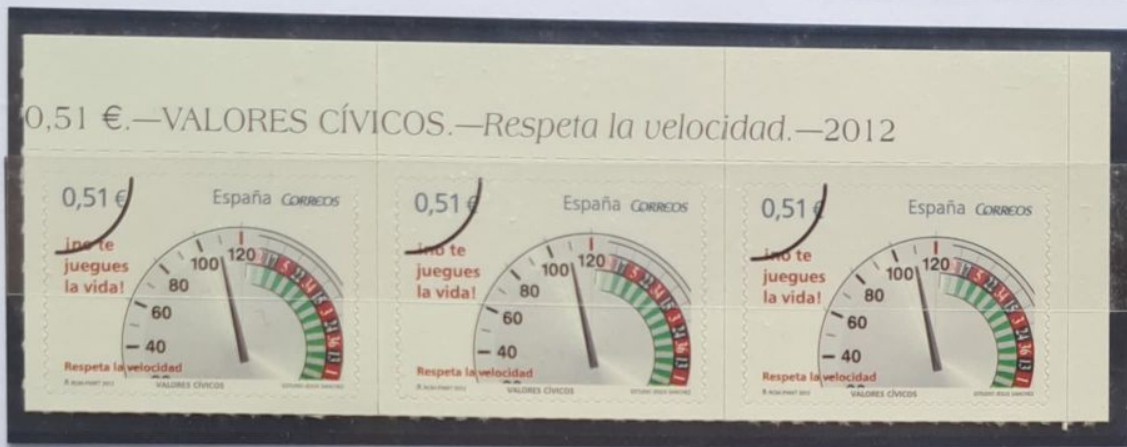 0,51 €.—VALORES CÍVICOS.—Respeta la velocidad.—2012
0,51 €
España CORREOS
¡no te
juegues
la vida!
120
100
80
60
40
Respeta la velocidad
VALORES CÍVICOS
0,51 €
España CORREOS
¡no te
juegues
la vida!
120
100
80
60
40
Respeta la velocidad
VALORES CÍVICOS
0,51 €
España CORREOS
¡no te
juegues
la vida!
120
100
80
60
40
Respeta la velocidad
VALORES CÍVICOS